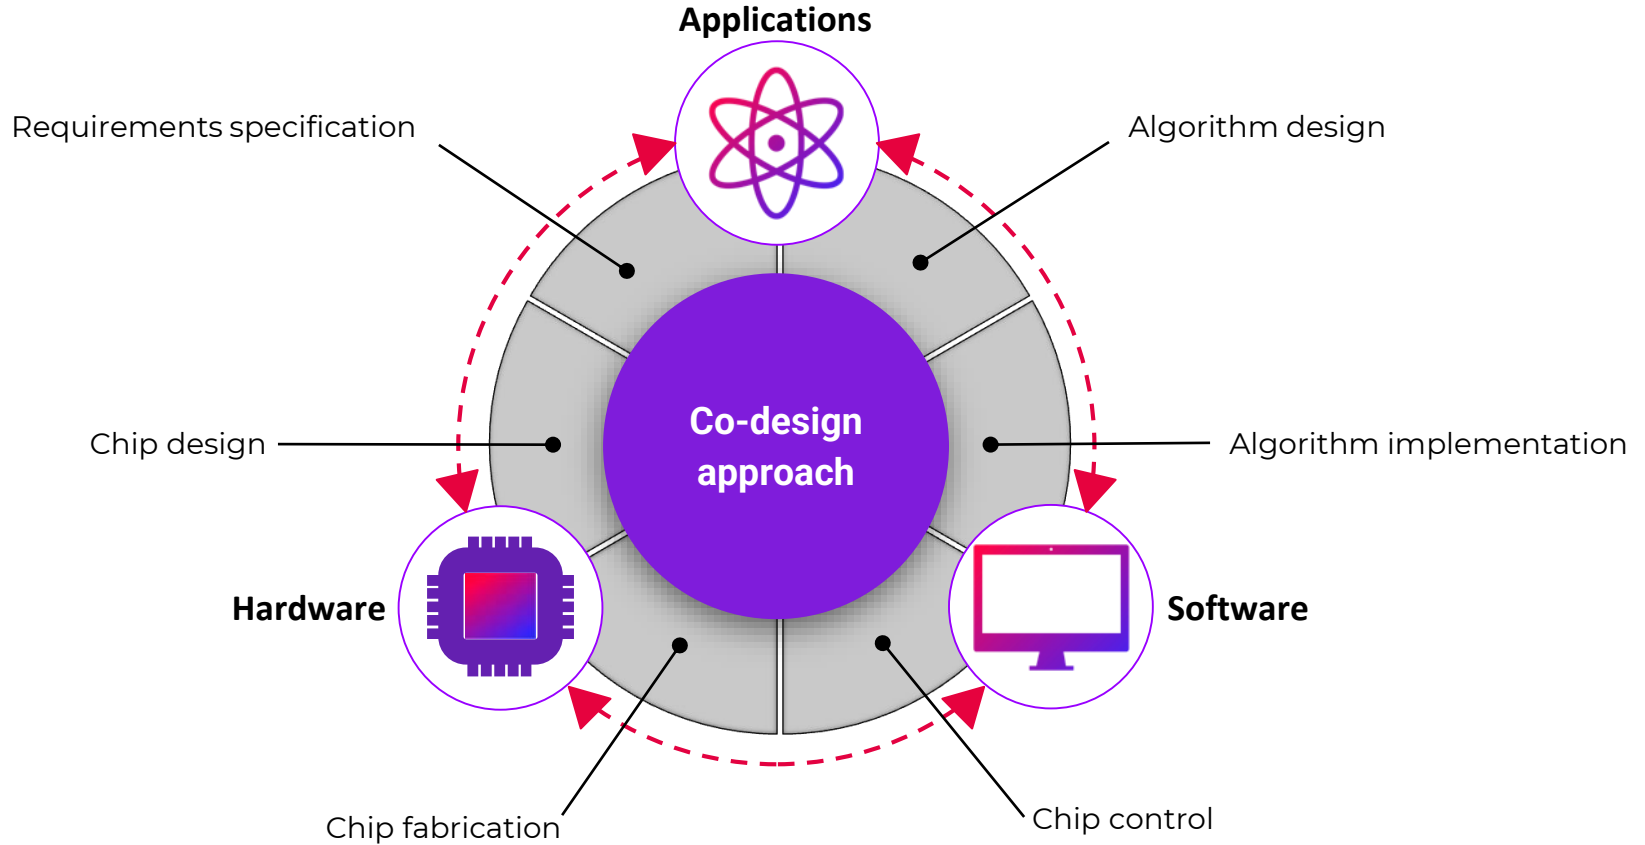 Applications
Requirements specification
Algorithm design
Co-design
approach
Chip design
Algorithm implementation
Hardware
Software
Chip fabrication
Chip control